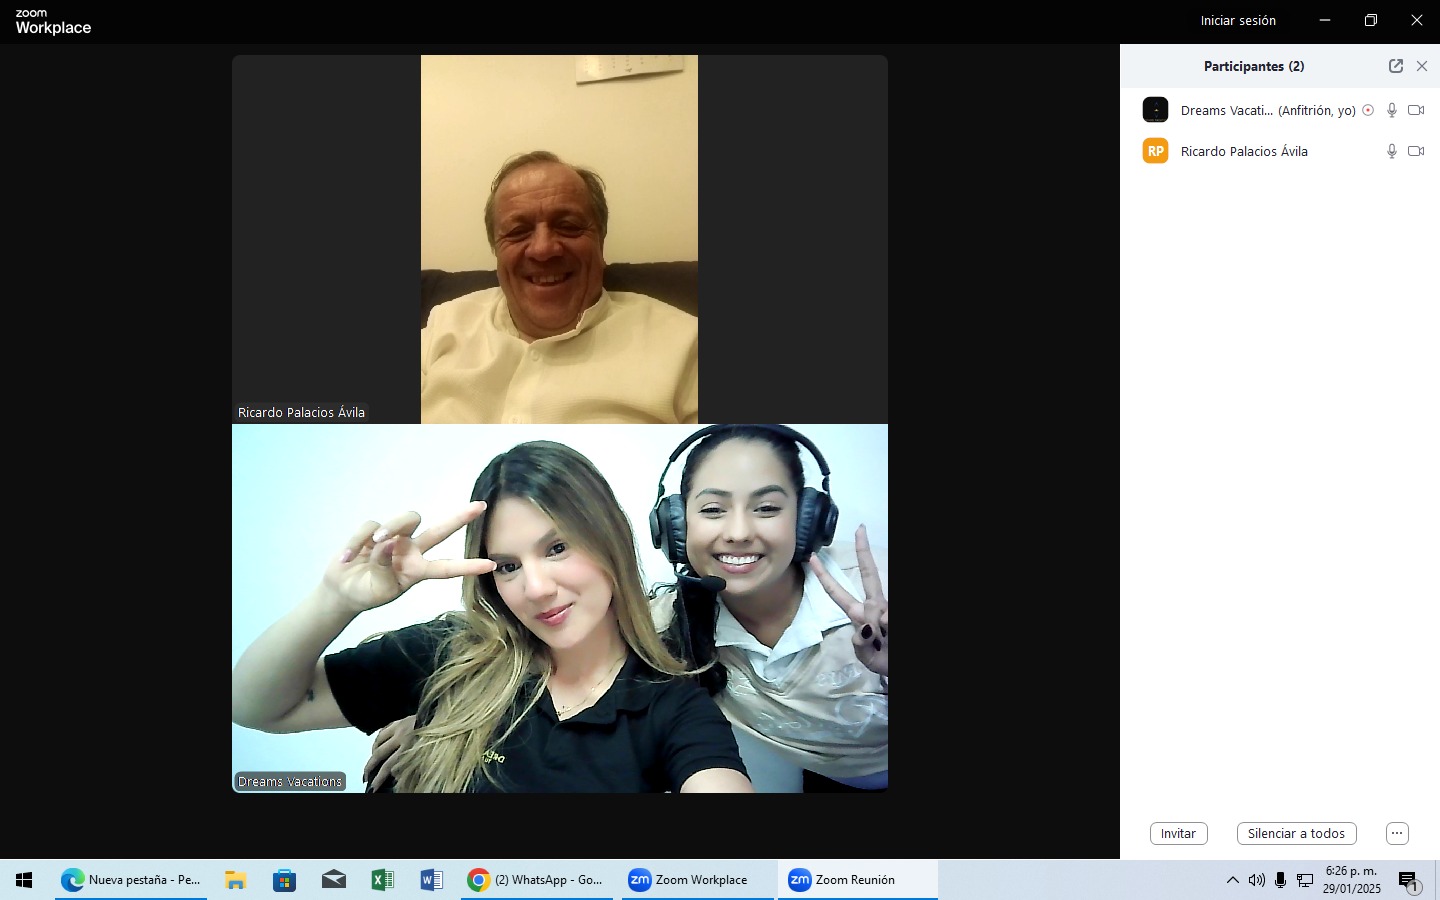 zoom
Workplace
Iniciar sesión
Participantes (2)
Dreams Vacati... (Anfitrión, yo)
RP
Ricardo Palacios Ávila
Ricardo Palacios Ávila
Dreams Vacations
Invitar
Silenciar a todos
...
Nueva pestaña - Pe...
(2) WhatsApp - Go...
zm
Zoom Workplace
zm
Zoom Reunión
6:26 p. m.
29/01/2025
1